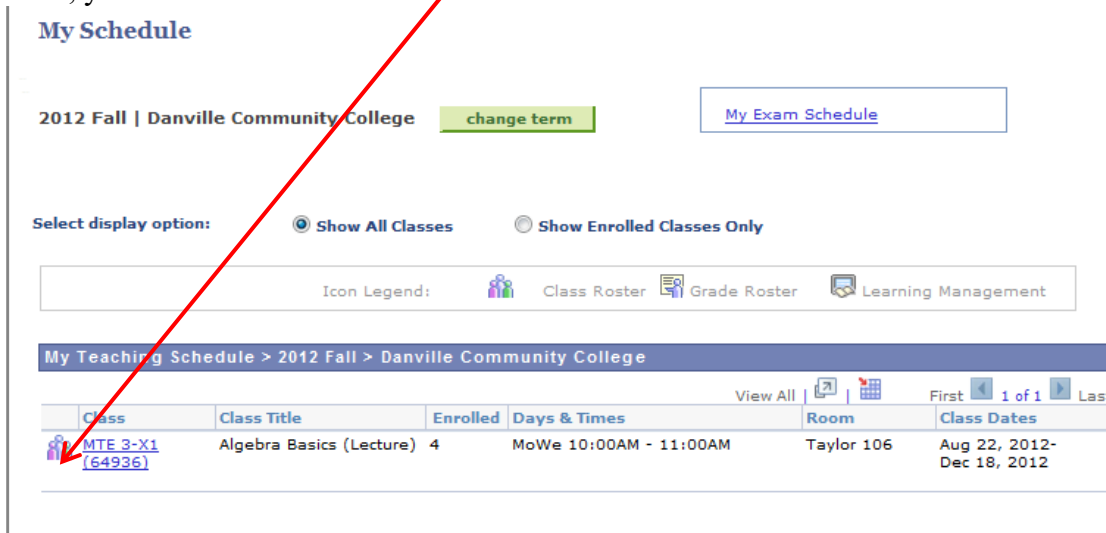 My Schedule
2012 Fall | Danville Community College change term My Exam Schedule
Select display option: Show All Classes Show Enrolled Classes Only
Icon Legend: Class Roster Grade Roster Learning Management
My Teaching Schedule > 2012 Fall > Danville Community College
View All | | First 1 of 1 Las
Class Class Title Enrolled Days & Times Room Class Dates
MTE 3-X1 Algebra Basics (Lecture) 4 MoWe 10:00AM - 11:00AM Taylor 106 Aug 22, 2012-
(64936) Dec 18, 2012